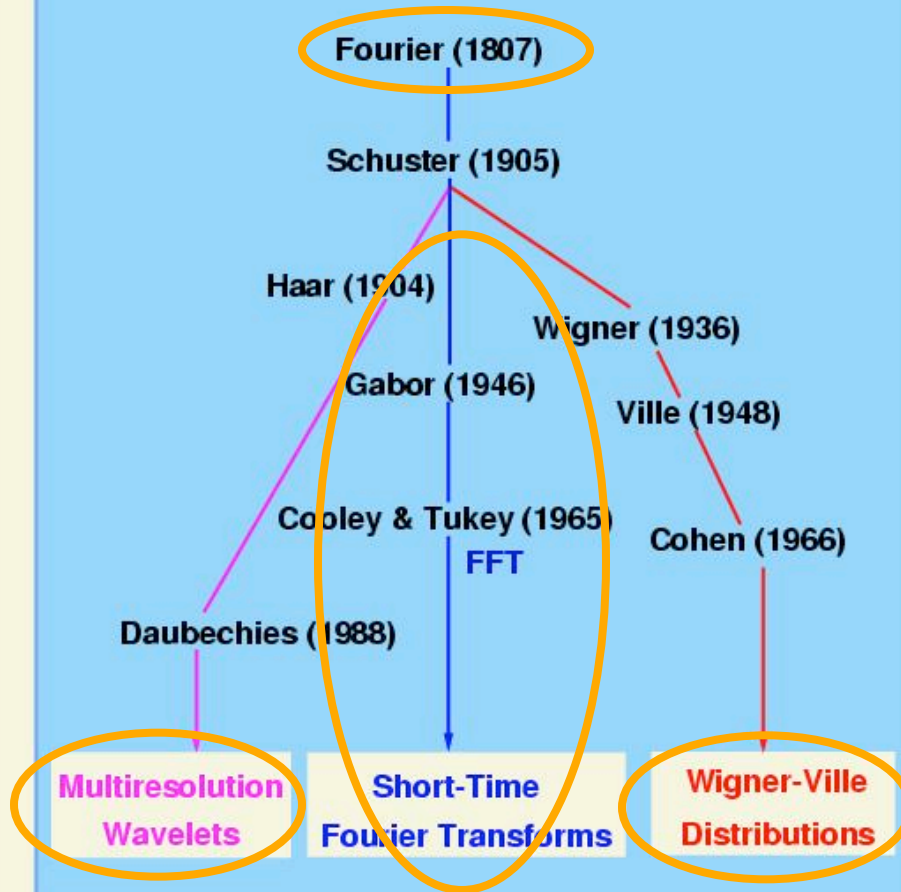 Fourier (1807)
Schuster (1905)
Haar (1904)
Wigner (1936)
Gabor (1946)
Ville (1948)
Cooley & Tukey (1965)
Cohen (1966)
FFT
Daubechies (1988)
Multiresolution
Wavelets
Short-Time
Fourier Transforms
Wigner-Ville
Distributions